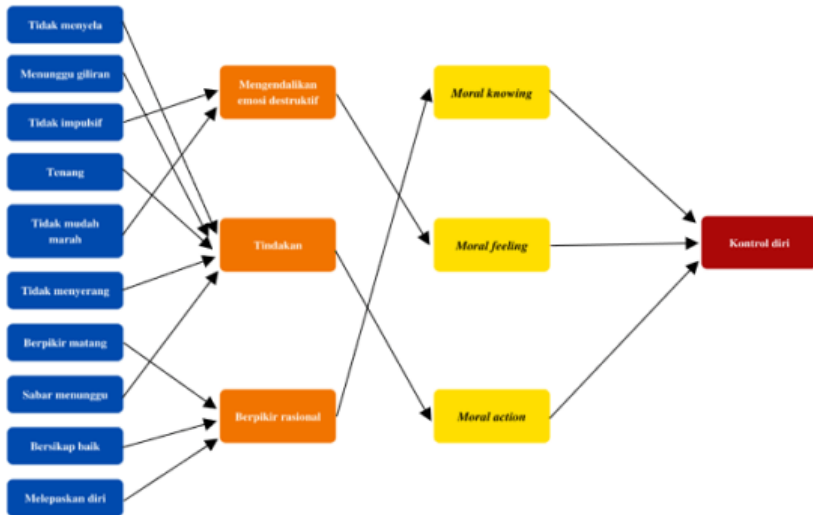 Tidak menyela
Menunggu giliran
Tidak impulsif
Tenang
Tidak mudah
marah
Tidak menyerang
Berpikir matang
Sabar menunggu
Bersikap baik
Melepaskan diri
Mengendalikan
emosi destruktif
Tindakan
Berpikir rasional
Moral knowing
Moral feeling
Moral action
Kontrol diri